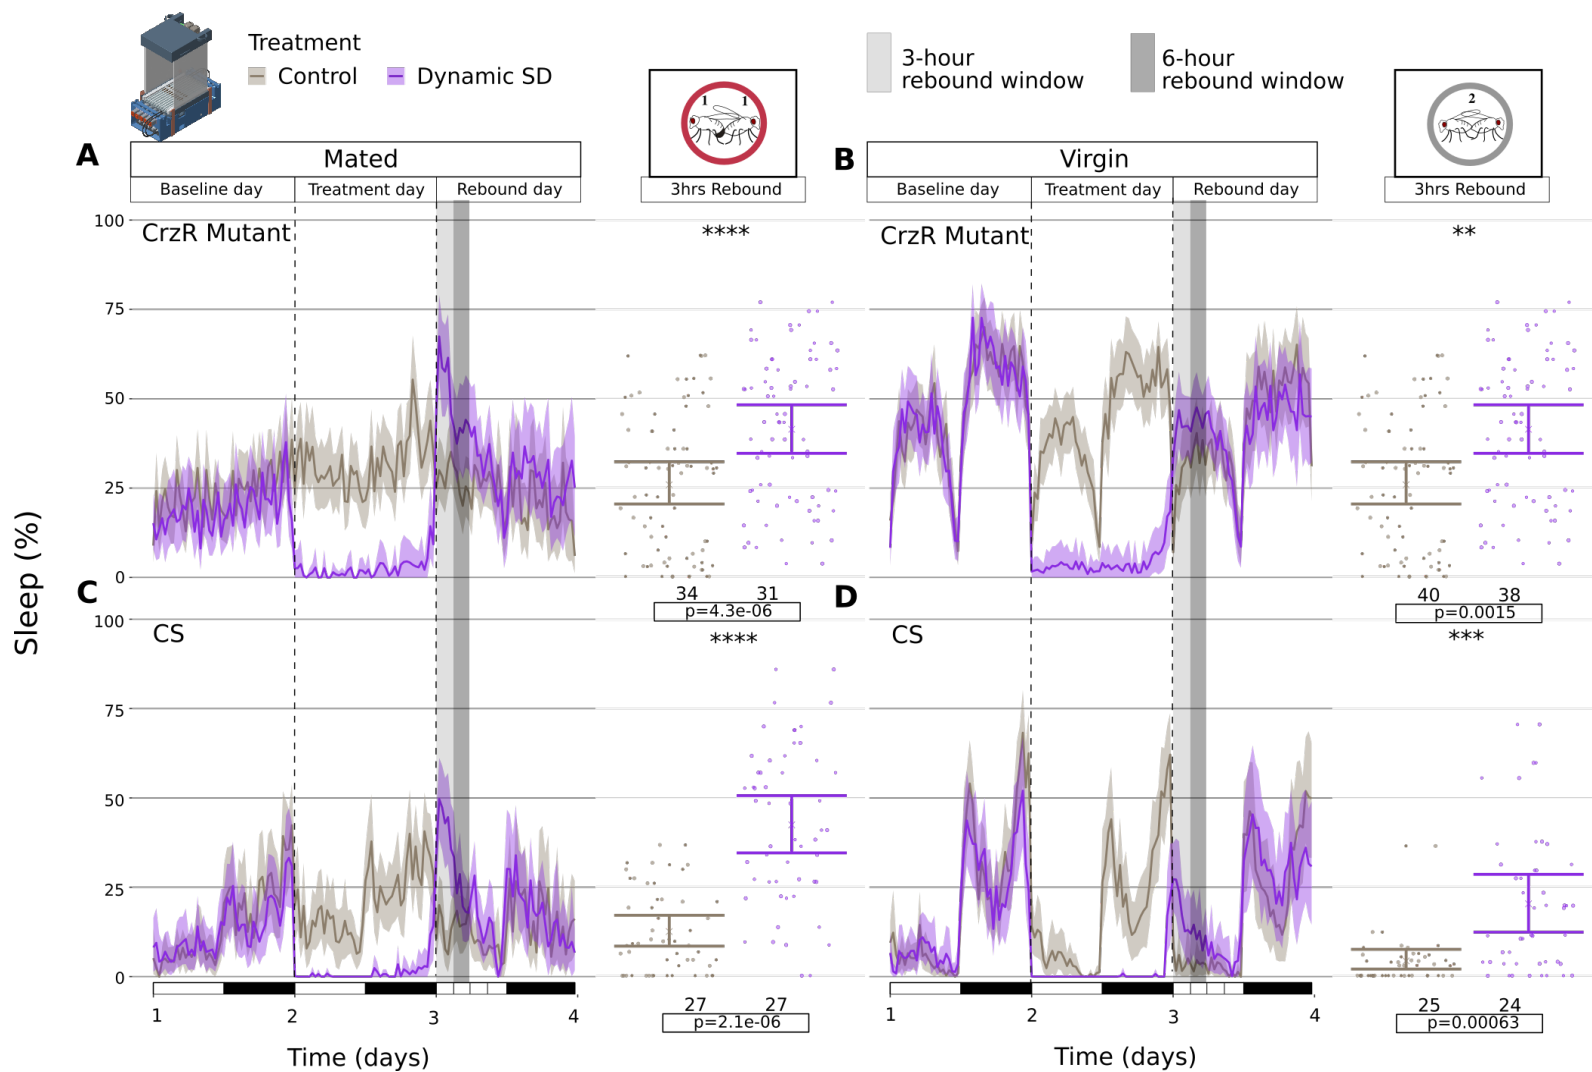 Treatment
Control
Dynamic SD
3-hour
rebound window
6-hour
rebound window
1 1
2
A
Mated
Baseline day
Treatment day
Rebound day
3hrs Rebound
B
Virgin
Baseline day
Treatment day
Rebound day
3hrs Rebound
Sleep (%)
100
75
50
25
0
CrzR Mutant
****
34
31
p=4.3e-06
CrzR Mutant
**
40
38
p=0.0015
C
100
75
50
25
0
CS
****
27
27
p=2.1e-06
D
CS
***
25
24
p=0.00063
1
2
3
4
Time (days)
1
2
3
4
Time (days)